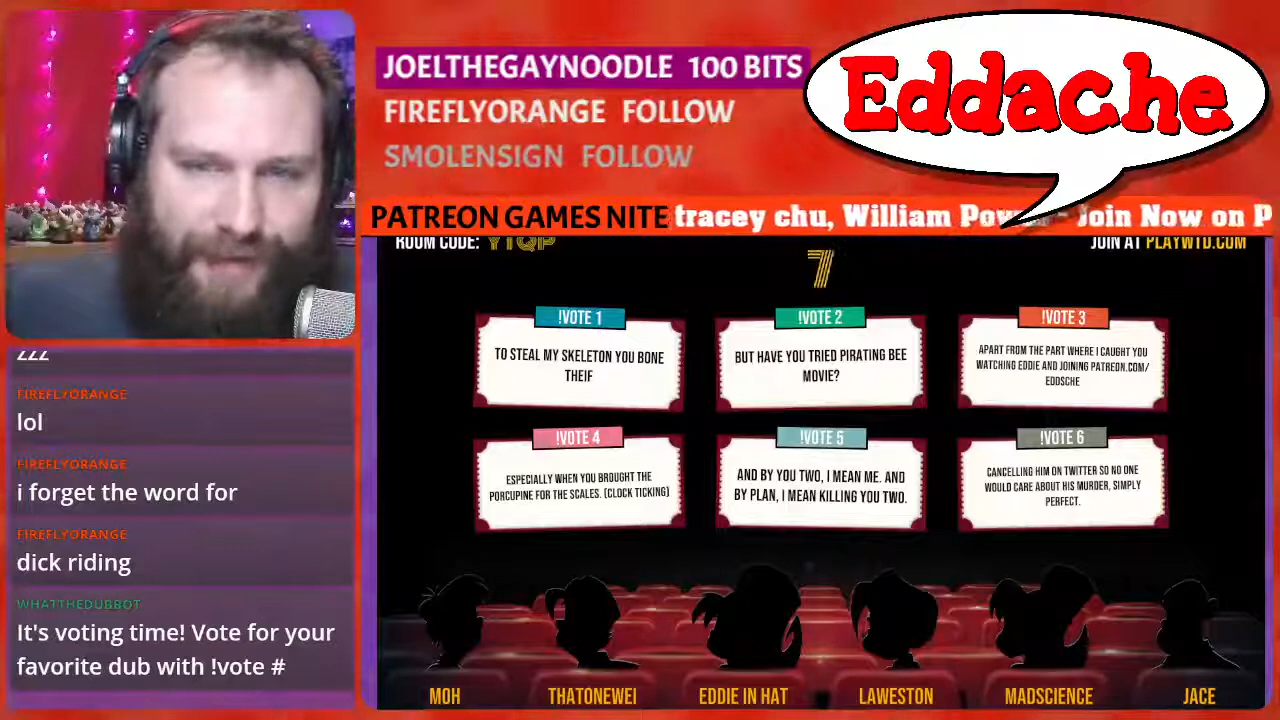 JOELTHEGAYNOODLE 100 BITS
FIREFLYORANGE FOLLOW
SMOLENSIGN FOLLOW
Eddache
PATREON GAMES NITE tracey chu, William Pow - Join Now on P
ROOM CODE: YTQP
JOIN AT PLAYWTD.COM
7
!VOTE 1
TO STEAL MY SKELETON YOU BONE
THEIF
!VOTE 2
BUT HAVE YOU TRIED PIRATING BEE
MOVIE?
!VOTE 3
APART FROM THE PART WHERE I CAUGHT YOU
WATCHING EDDIE AND JOINING PATREON.COM/
EDDSCHE
!VOTE 4
ESPECIALLY WHEN YOU BROUGHT THE
PORCUPINE FOR THE SCALES. (CLOCK TICKING)
!VOTE 5
AND BY YOU TWO, I MEAN ME. AND
BY PLAN, I MEAN KILLING YOU TWO.
!VOTE 6
CANCELLING HIM ON TWITTER SO NO ONE
WOULD CARE ABOUT HIS MURDER, SIMPLY
PERFECT.
MOH
THATONEWEI
EDDIE IN HAT
LAWESTON
MADSCIENCE
JACE
zzz
FIREFLYORANGE
lol
FIREFLYORANGE
i forget the word for
FIREFLYORANGE
dick riding
WHATTHEDUBBOT
It's voting time! Vote for your
favorite dub with !vote #